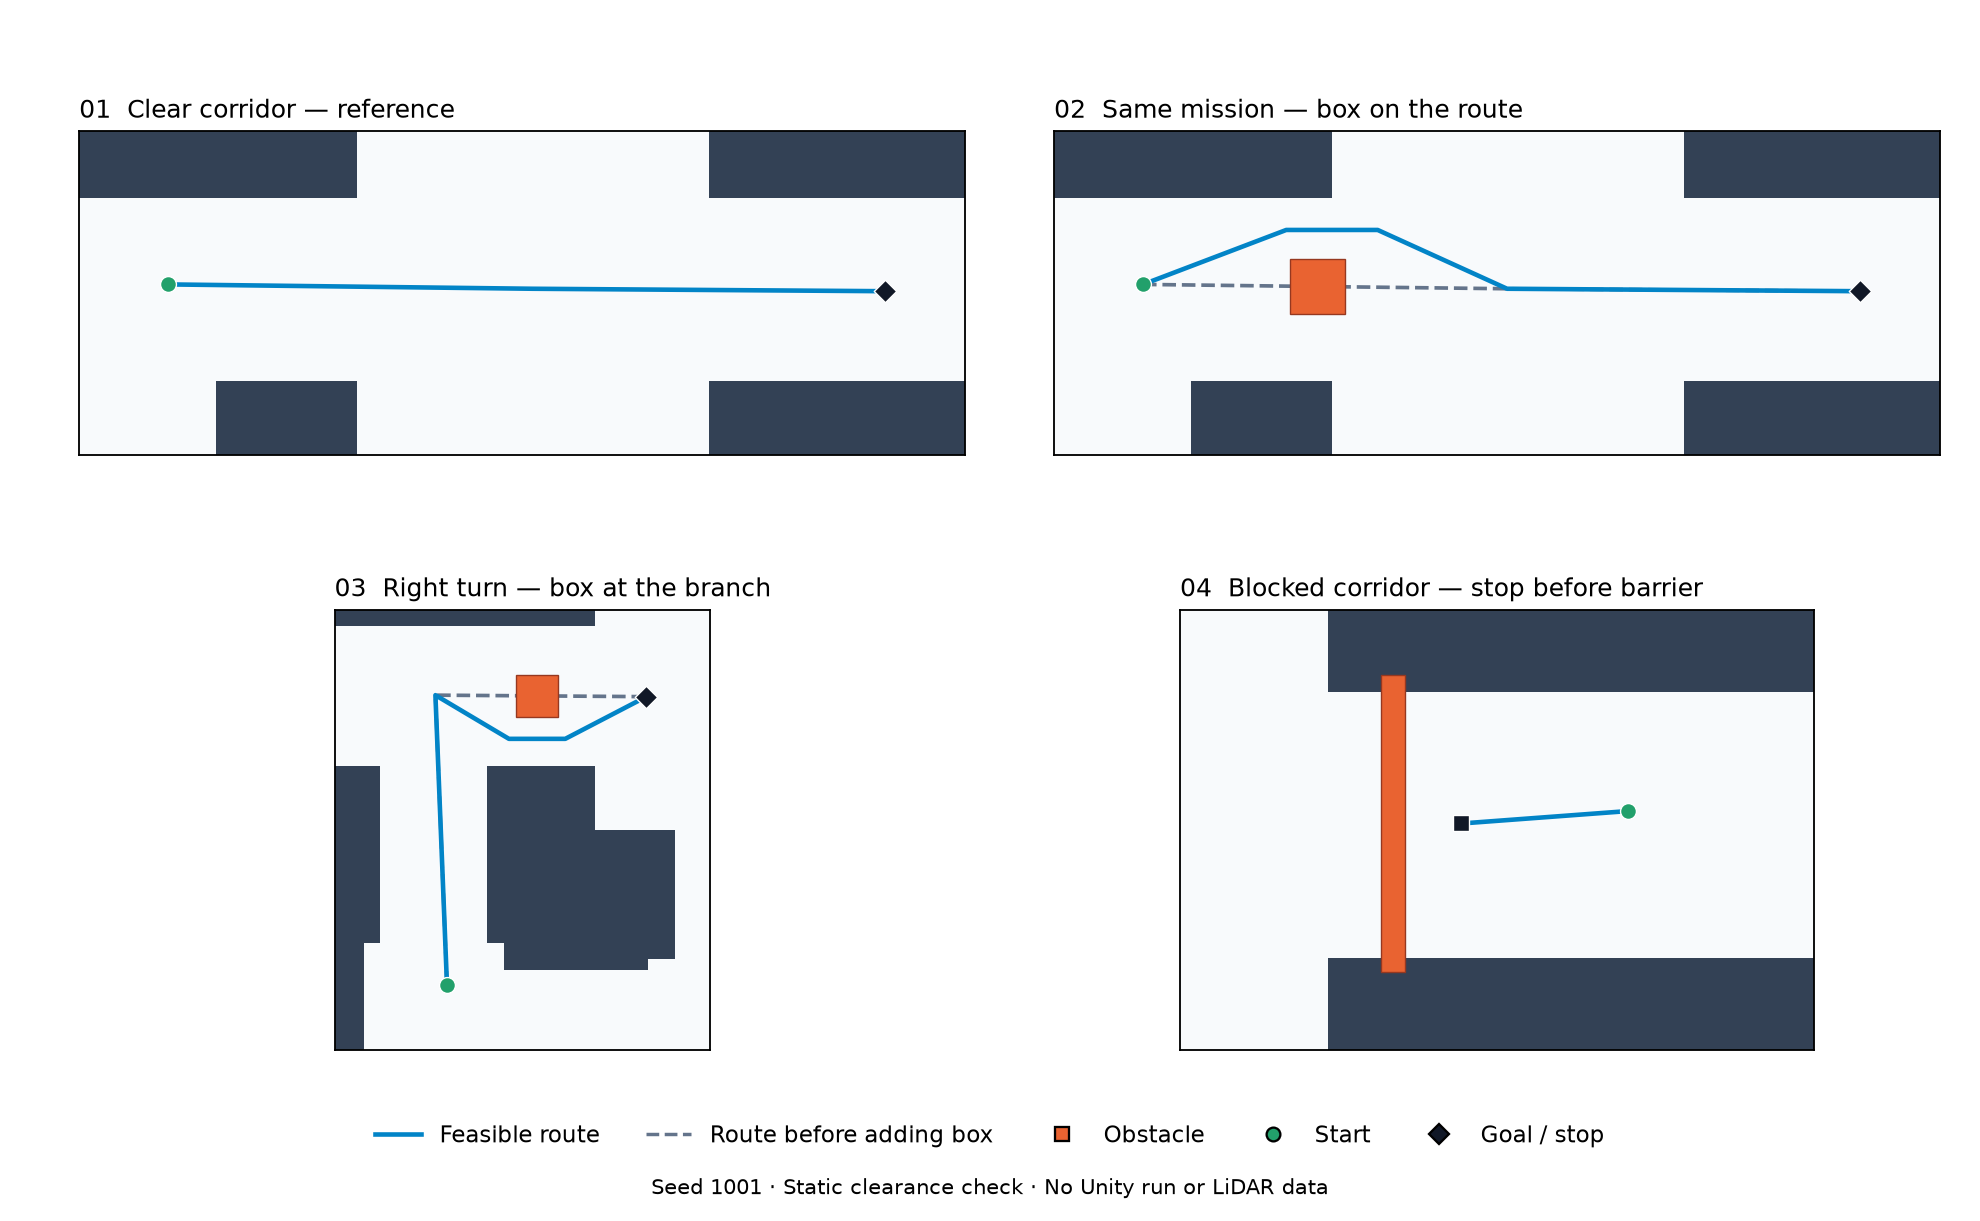 01  Clear corridor — reference
02  Same mission — box on the route
03  Right turn — box at the branch
04  Blocked corridor — stop before barrier
Feasible route
Route before adding box
Obstacle
Start
Goal / stop
Seed 1001 · Static clearance check · No Unity run or LiDAR data